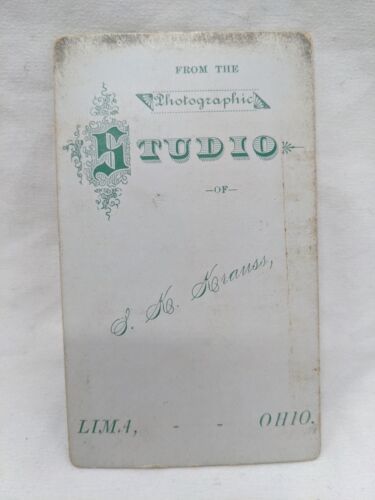 FROM THE
Photographic
STUDIO
—OF—
S. K. Krauss,
LIMA, - - OHIO.